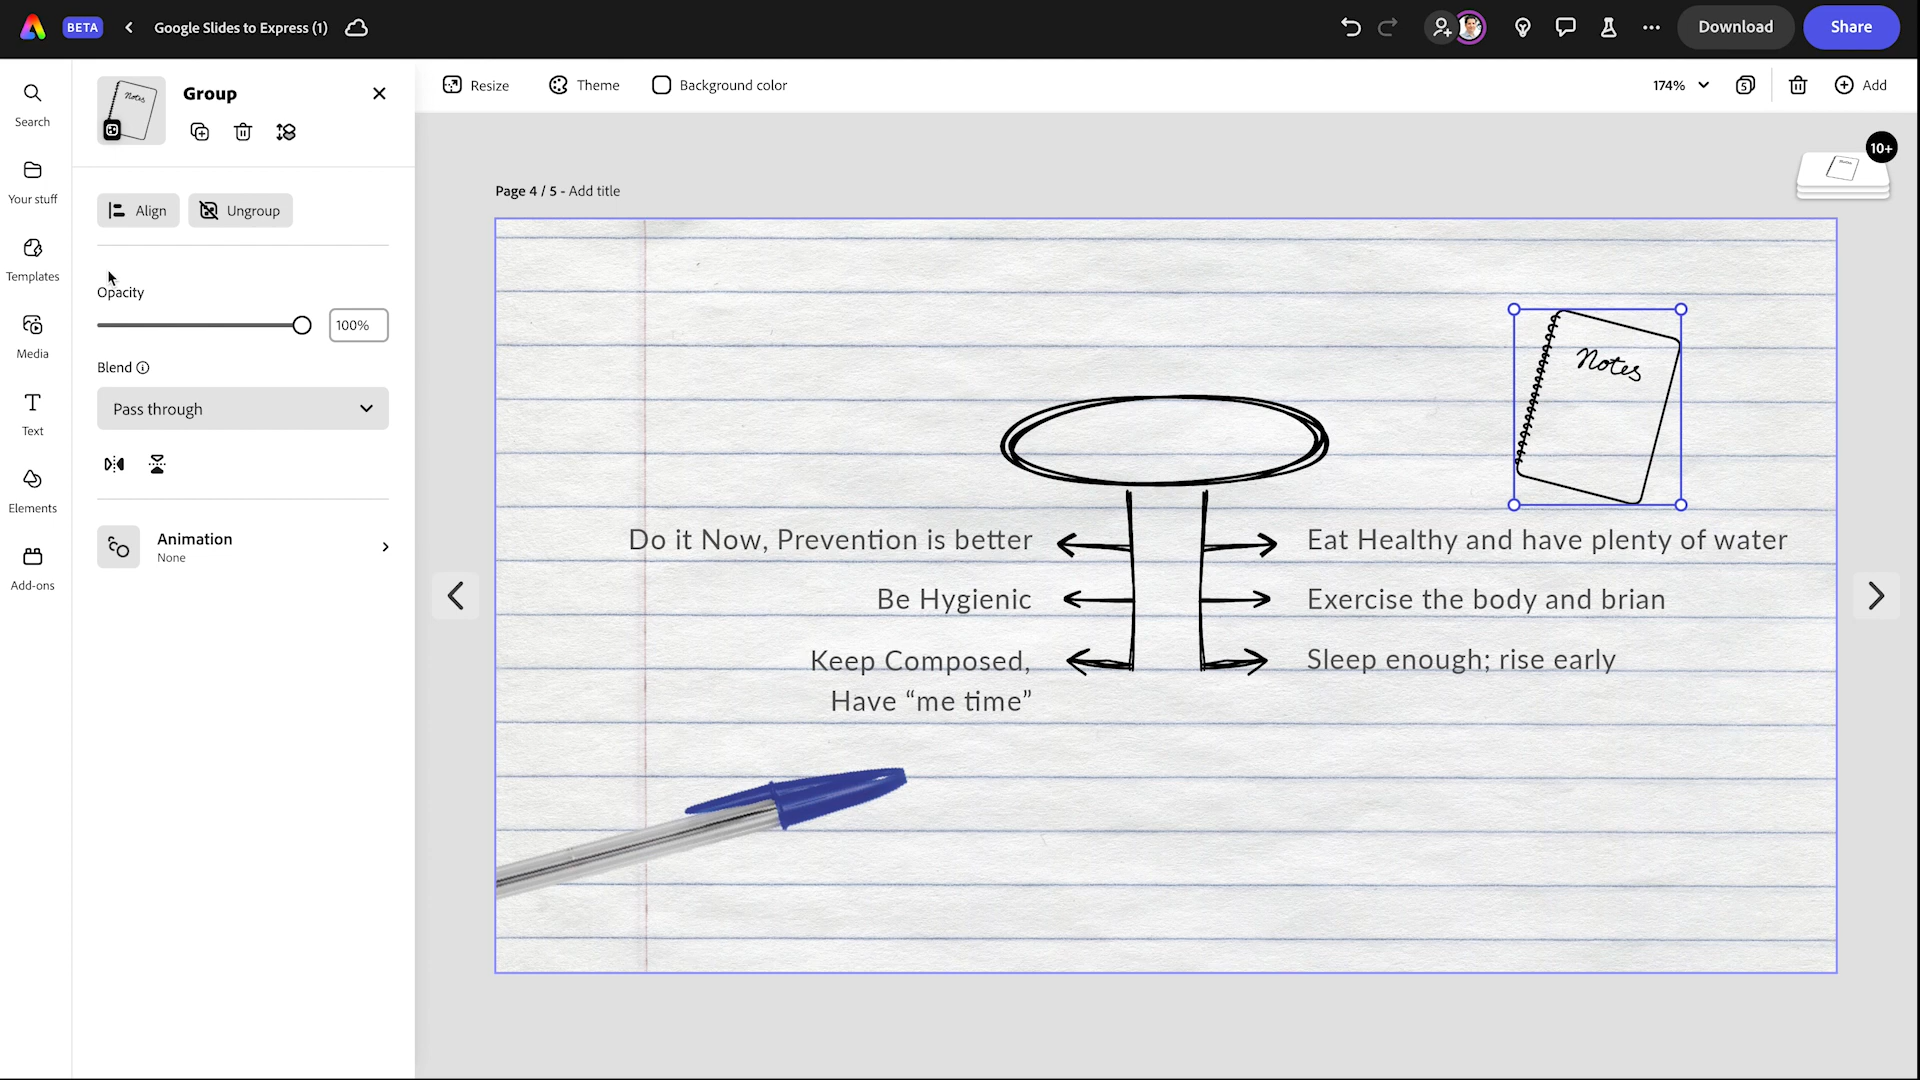 BETA
Google Slides to Express (1)
Download
Share
Search
Your stuff
Templates
Media
Text
Elements
Add-ons
Notes
Group
Align
Ungroup
Opacity
100%
Blend
Pass through
Animation
None
Resize
Theme
Background color
174%
5
Add
10+
Page 4 / 5 - Add title
Notes
Do it Now, Prevention is better
Be Hygienic
Keep Composed,
Have “me time”
Eat Healthy and have plenty of water
Exercise the body and brian
Sleep enough; rise early